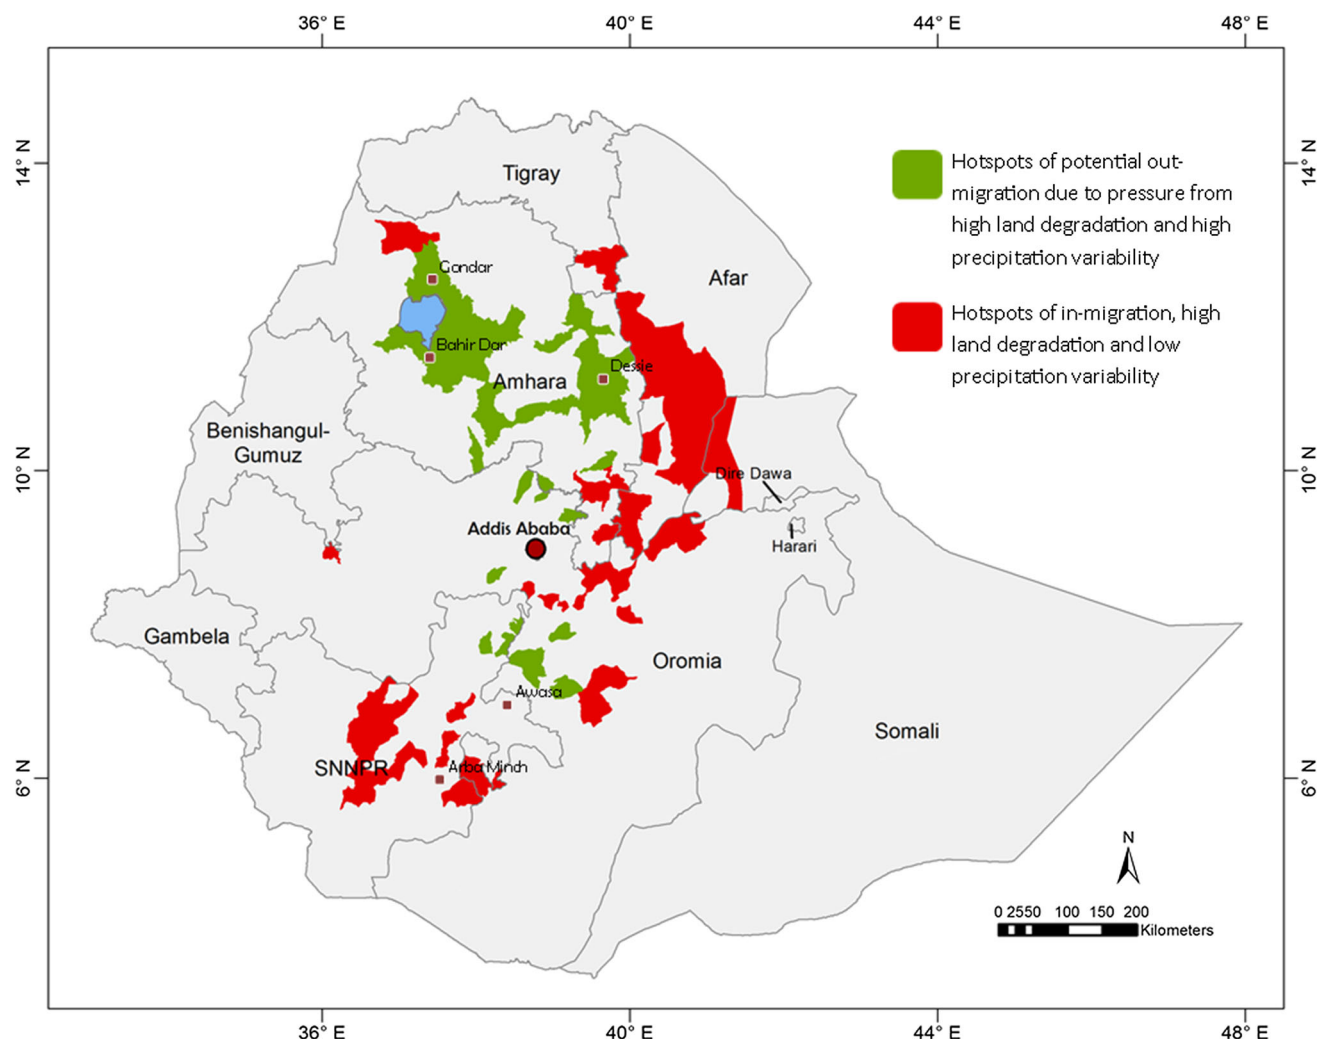 36° E
40° E
44° E
48° E
14° N
14° N
Tigray
Hotspots of potential out-
migration due to pressure from
high land degradation and high
precipitation variability
Gondar
Afar
Hotspots of in-migration, high
land degradation and low
precipitation variability
Bahir Dar
Dessie
Amhara
Benishangul-
Gumuz
10° N
10° N
Dire Dawa
Addis Ababa
Harari
Gambela
Oromia
Awasa
Somali
SNNPR
Arba Minch
6° N
6° N
N
0 2550 100 150 200
Kilometers
36° E
40° E
44° E
48° E